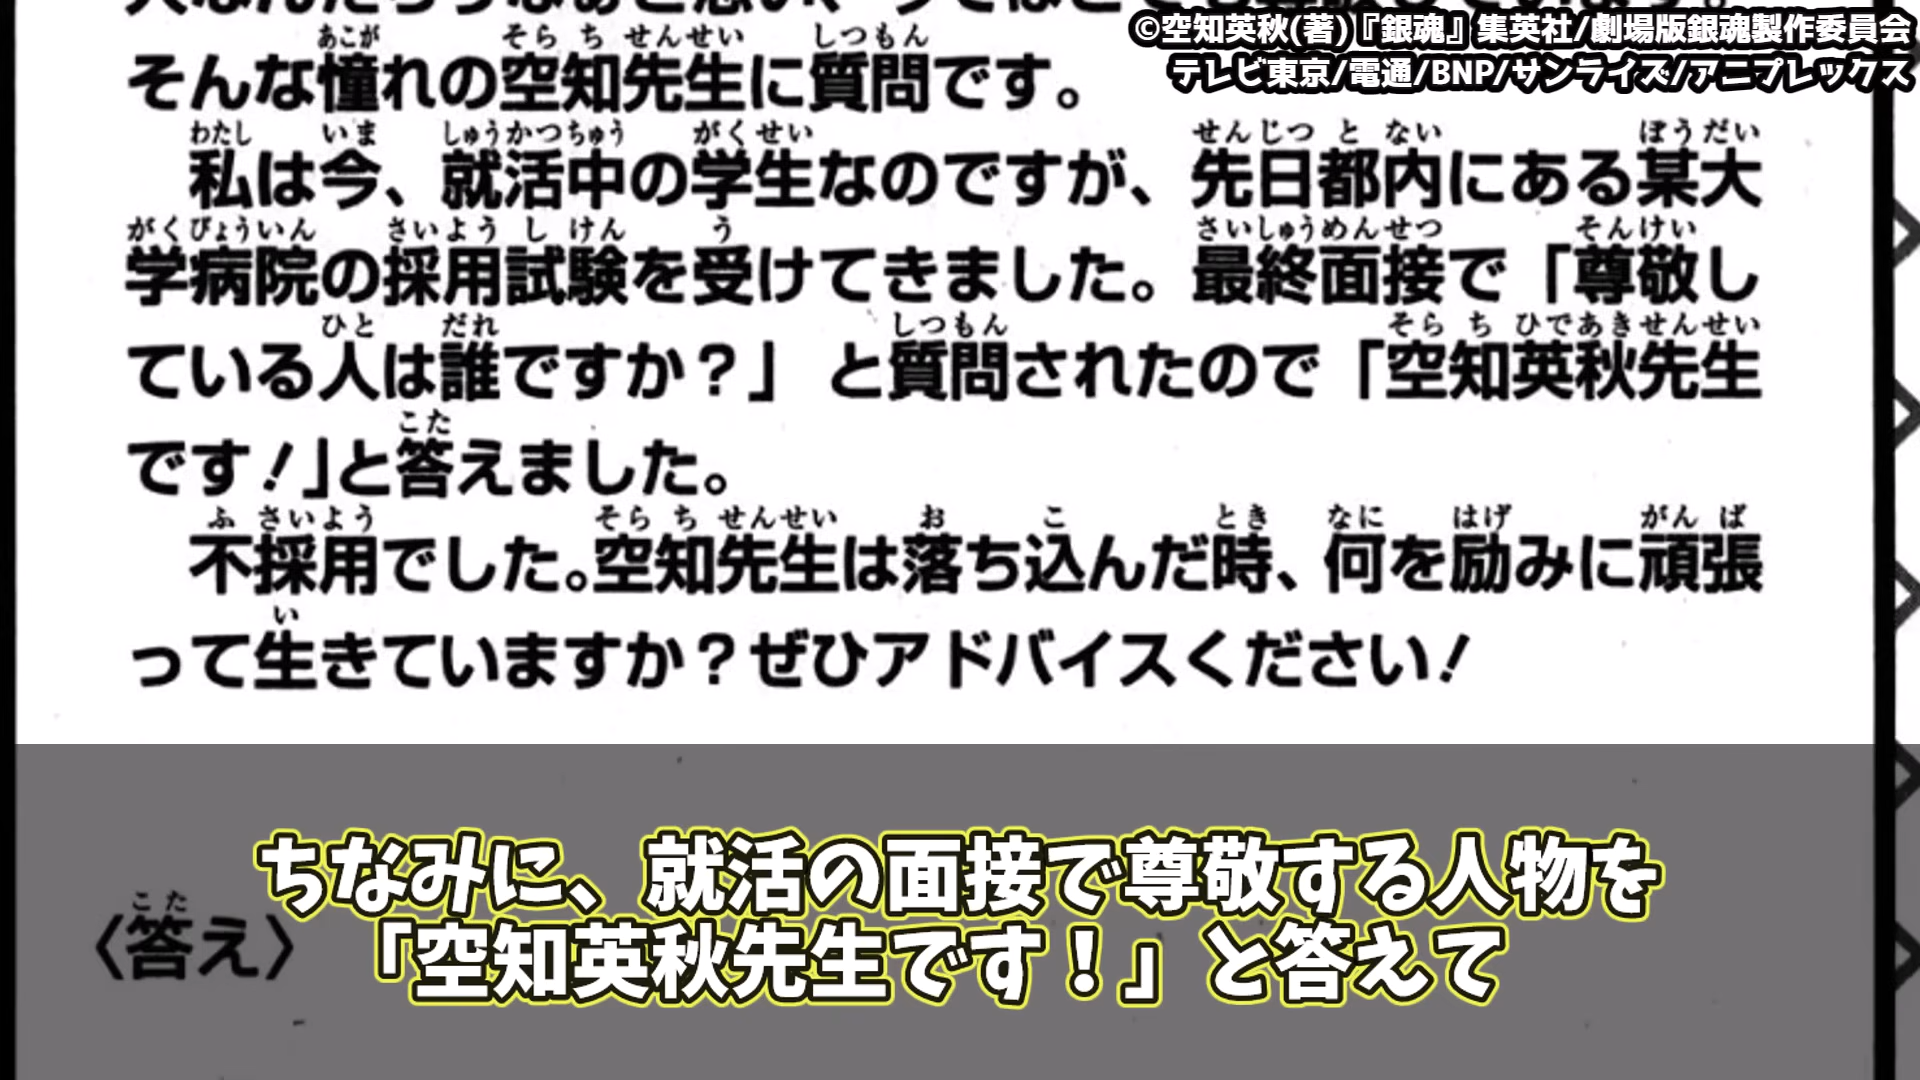 ©空知英秋(著)『銀魂』集英社/劇場版銀魂製作委員会
テレビ東京/電通/BNP/サンライズ/アニプレックス
そんな憧れの空知先生に質問です。
私は今、就活中の学生なのですが、先日都内にある某大
学病院の採用試験を受けてきました。最終面接で「尊敬し
ている人は誰ですか？」と質問されたので「空知英秋先生
です！」と答えました。
不採用でした。空知先生は落ち込んだ時、何を励みに頑張
って生きていますか？ぜひアドバイスください！
〈答え〉
ちなみに、就活の面接で尊敬する人物を
「空知英秋先生です！」と答えて